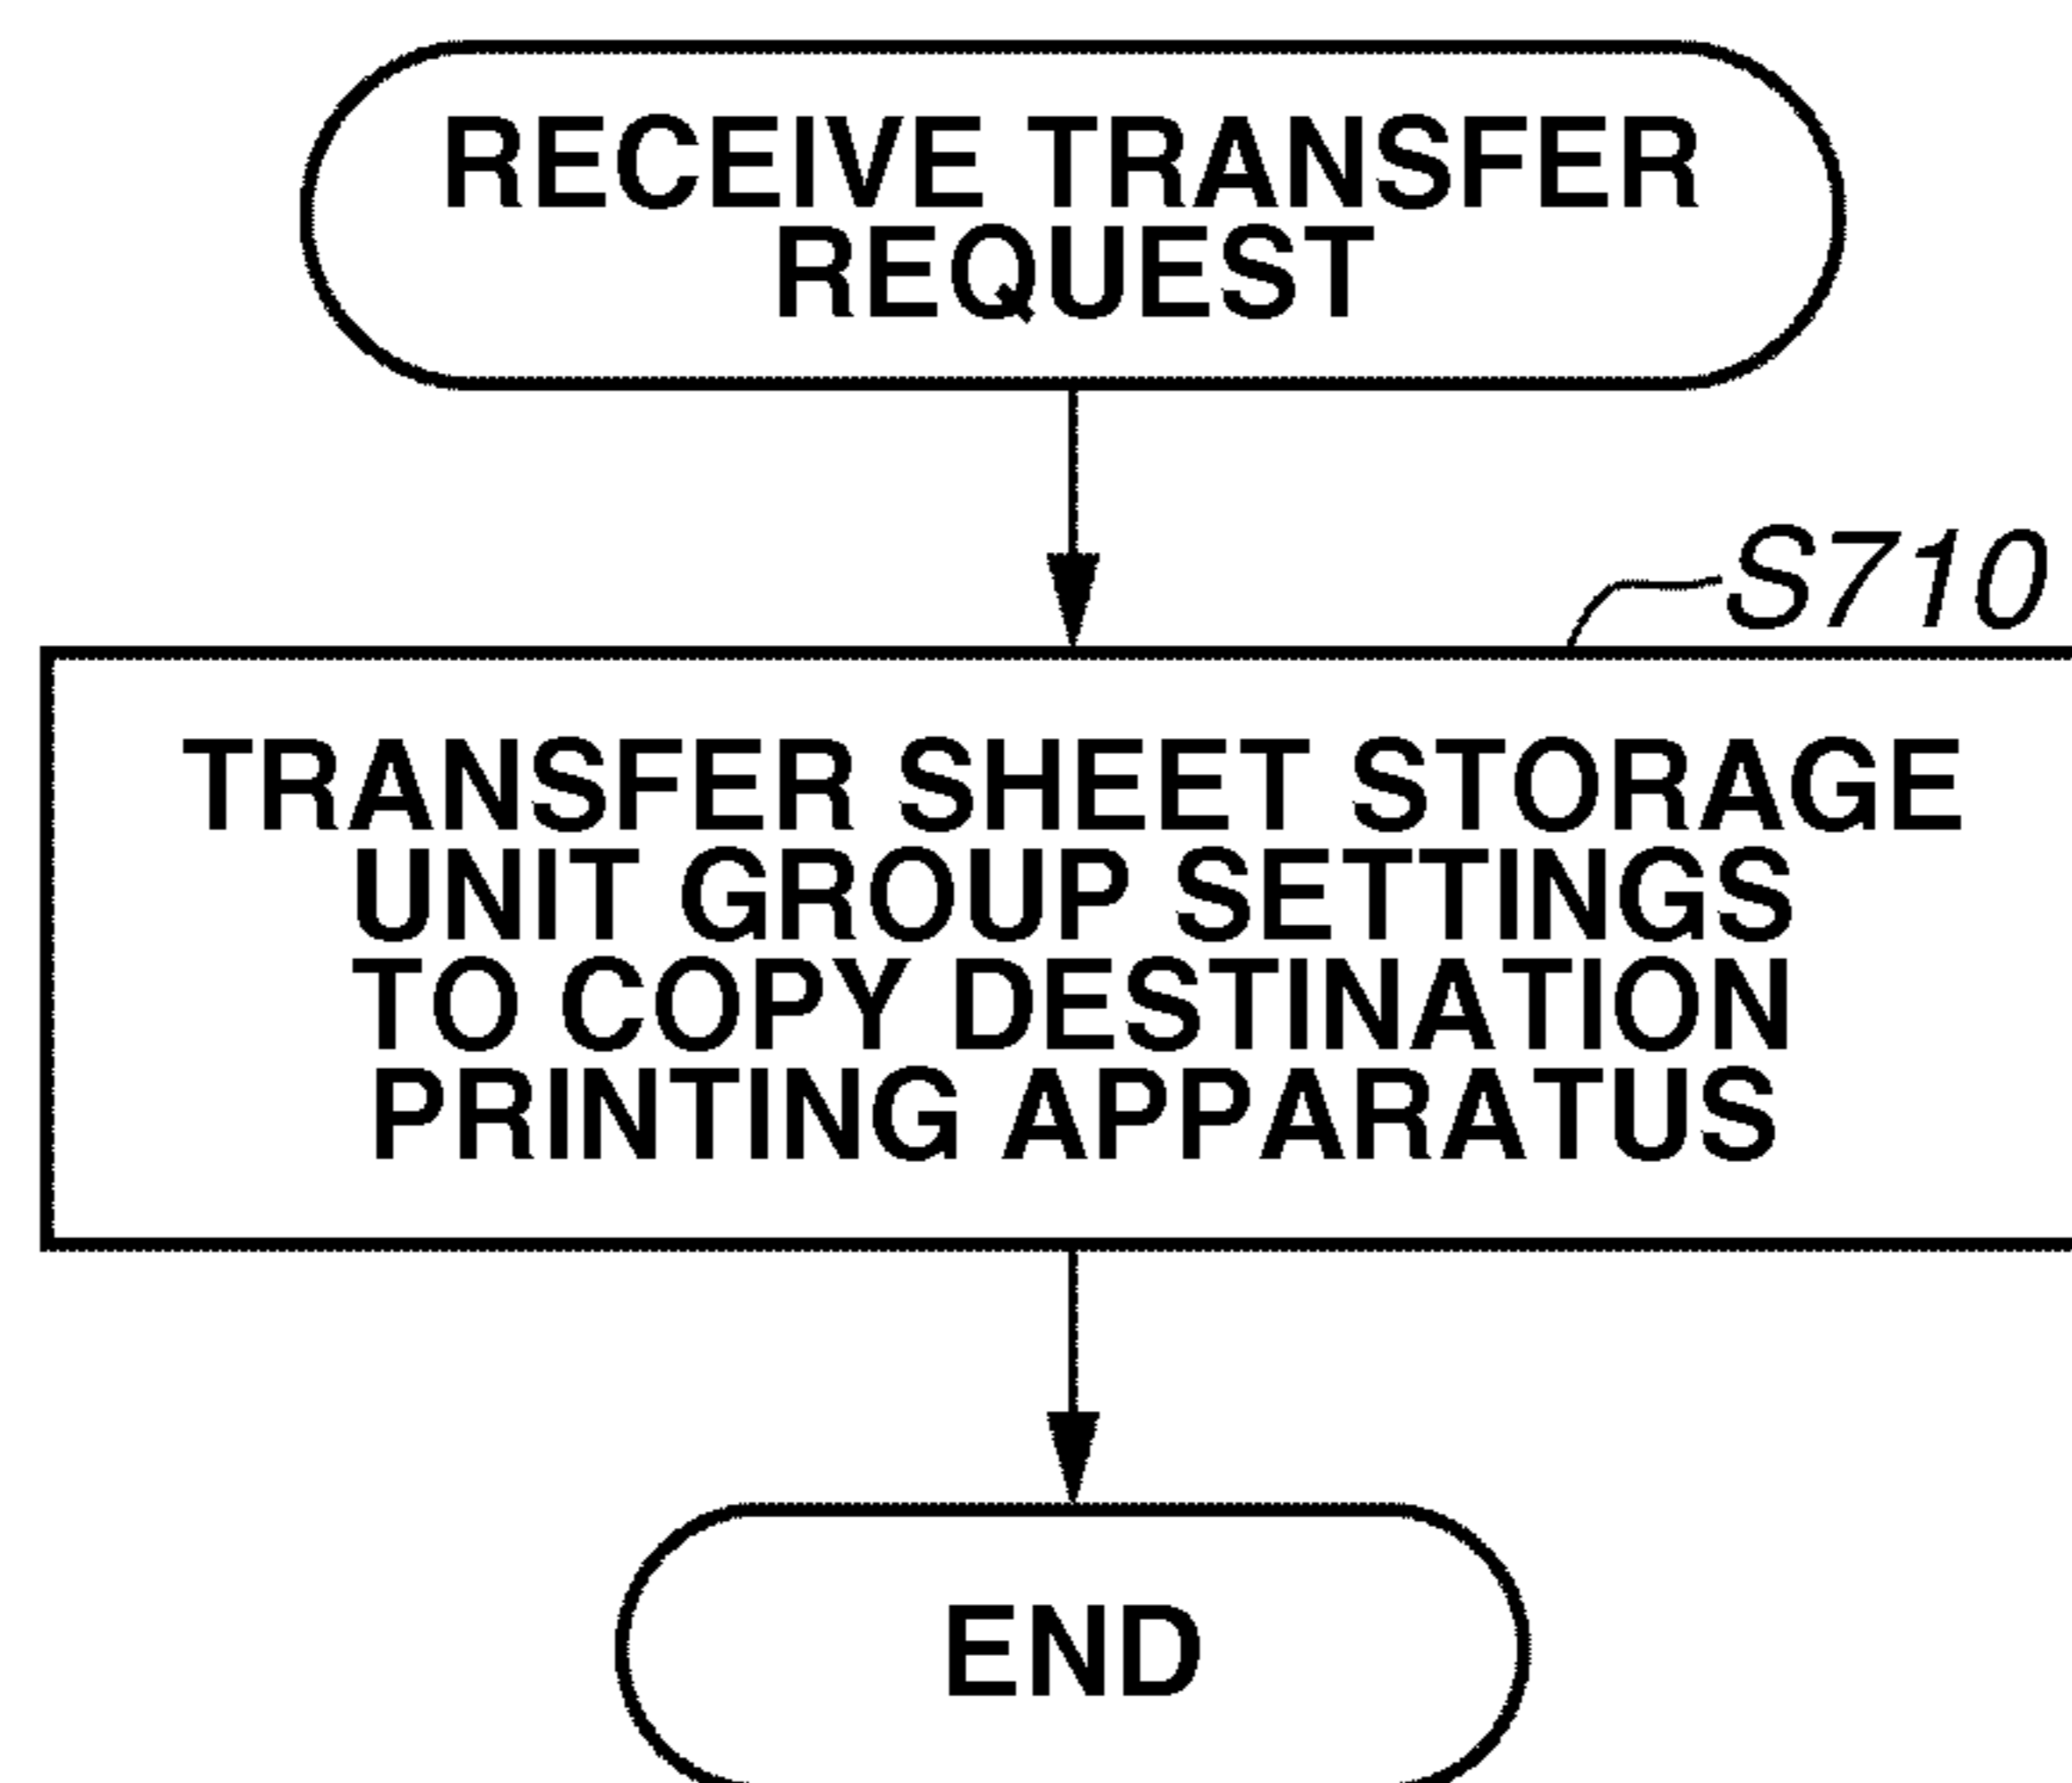 RECEIVE TRANSFER
REQUEST
S710
TRANSFER SHEET STORAGE
UNIT GROUP SETTINGS
TO COPY DESTINATION
PRINTING APPARATUS
END